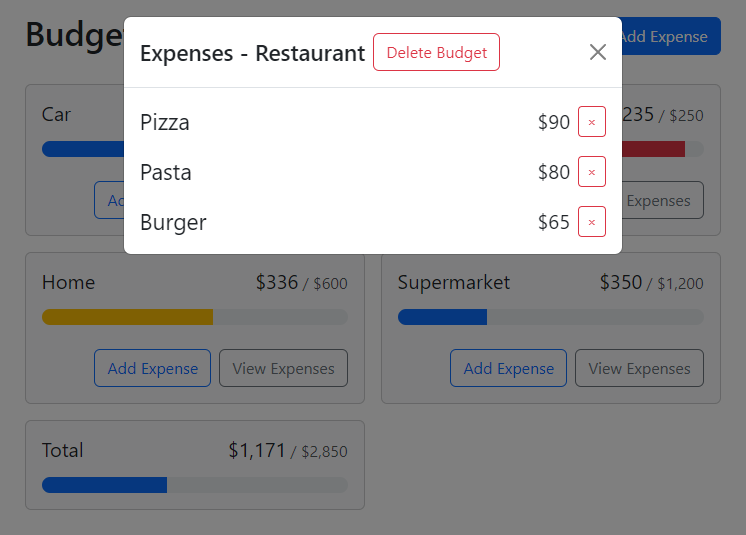 Budge
Expenses - Restaurant Delete Budget ×
Add Expense
Car
235 / $250
Pizza $90 ×
Pasta $80 ×
Burger $65 ×
Ad
Expenses
Home $336 / $600
Add Expense View Expenses
Supermarket $350 / $1,200
Add Expense View Expenses
Total $1,171 / $2,850